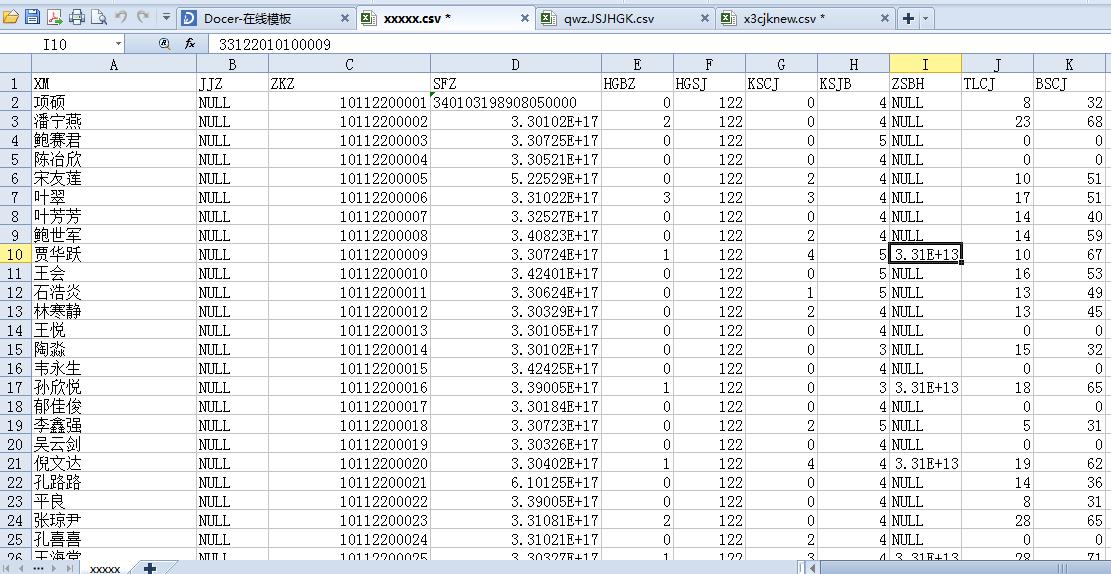 Docer-在线模板 xxxxx.csv * qwz.JSJHGK.csv x3cjknew.csv *
I10 fx 33122010100009
A B C D E F G H I J K
1 XM JJZ ZKZ SFZ HGBZ HGSJ KSCJ KSJB ZSBH TLCJ BSCJ
2 项硕 NULL 10112200001 340103198908050000 0 122 0 4 NULL 8 32
3 潘宁燕 NULL 10112200002 3.30102E+17 2 122 0 4 NULL 23 68
4 鲍赛君 NULL 10112200003 3.30725E+17 0 122 0 5 NULL 0 0
5 陈冶欣 NULL 10112200004 3.30521E+17 0 122 0 4 NULL 0 0
6 宋友莲 NULL 10112200005 5.22529E+17 0 122 2 4 NULL 10 51
7 叶翠 NULL 10112200006 3.31022E+17 3 122 3 4 NULL 17 51
8 叶芳芳 NULL 10112200007 3.32527E+17 0 122 0 4 NULL 14 40
9 鲍世军 NULL 10112200008 3.40823E+17 0 122 2 4 NULL 14 59
10 贾华跃 NULL 10112200009 3.30724E+17 1 122 4 5 3.31E+13 10 67
11 王会 NULL 10112200010 3.42401E+17 0 122 0 5 NULL 16 53
12 石浩炎 NULL 10112200011 3.30624E+17 0 122 1 5 NULL 13 49
13 林寒静 NULL 10112200012 3.30329E+17 0 122 2 4 NULL 13 45
14 王悦 NULL 10112200013 3.30105E+17 0 122 0 4 NULL 0 0
15 陶淼 NULL 10112200014 3.30102E+17 0 122 0 3 NULL 15 32
16 韦永生 NULL 10112200015 3.42425E+17 0 122 0 4 NULL 0 0
17 孙欣悦 NULL 10112200016 3.39005E+17 1 122 0 3 3.31E+13 18 65
18 郁佳俊 NULL 10112200017 3.30184E+17 0 122 0 4 NULL 0 0
19 李鑫强 NULL 10112200018 3.30723E+17 0 122 2 5 NULL 5 31
20 吴云剑 NULL 10112200019 3.30326E+17 0 122 0 4 NULL 0 0
21 倪文达 NULL 10112200020 3.30402E+17 1 122 4 4 3.31E+13 19 62
22 孔路路 NULL 10112200021 6.10125E+17 0 122 0 4 NULL 14 36
23 平良 NULL 10112200022 3.39005E+17 0 122 0 4 NULL 8 31
24 张琼尹 NULL 10112200023 3.31081E+17 2 122 0 4 NULL 28 65
25 孔喜喜 NULL 10112200024 3.31021E+17 0 122 2 4 NULL 0 0
26 王海棠 NULL 10112200025 3.30327E+17 1 122 3 4 3.31E+13 28 71
xxxxx